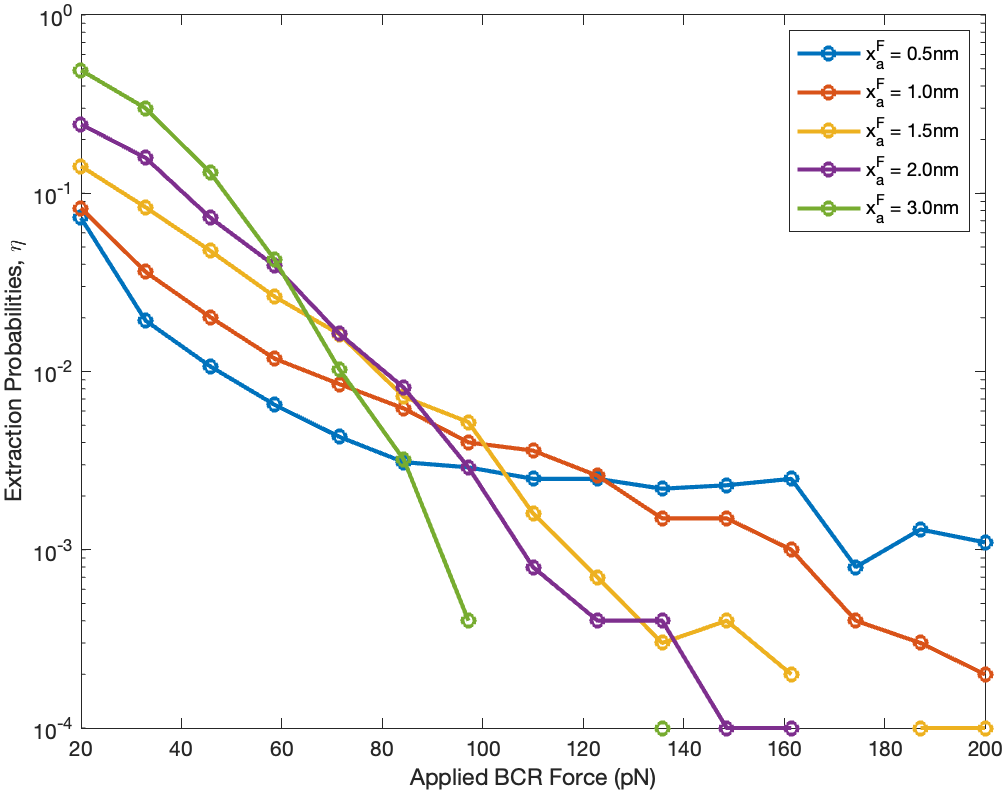 10^0
10^-1
10^-2
10^-3
10^-4
Extraction Probabilities, η
x_a^F = 0.5nm
x_a^F = 1.0nm
x_a^F = 1.5nm
x_a^F = 2.0nm
x_a^F = 3.0nm
20 40 60 80 100 120 140 160 180 200
Applied BCR Force (pN)